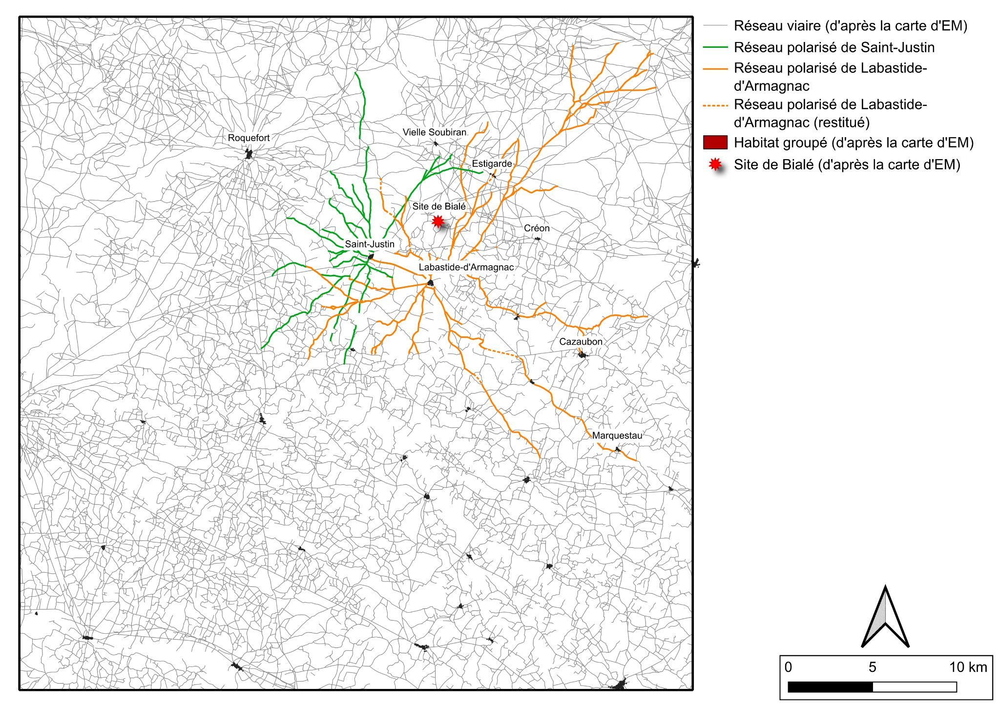 Réseau viaire (d'après la carte d'EM)
Réseau polarisé de Saint-Justin
Réseau polarisé de Labastide-
d'Armagnac
Réseau polarisé de Labastide-
d'Armagnac (restitué)
Habitat groupé (d'après la carte d'EM)
Site de Bialé (d'après la carte d'EM)
Vielle Soubiran
Roquefort
Estigarde
Site de Bialé
Créon
Saint-Justin
Labastide-d'Armagnac
Cazaubon
Marquestau
0 5 10 km